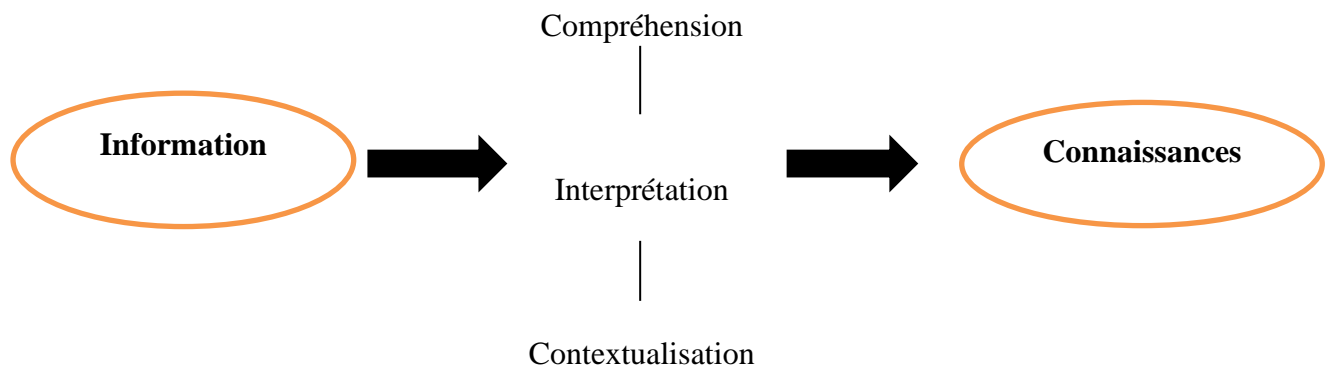 Compréhension
Information
Interprétation
Connaissances
Contextualisation